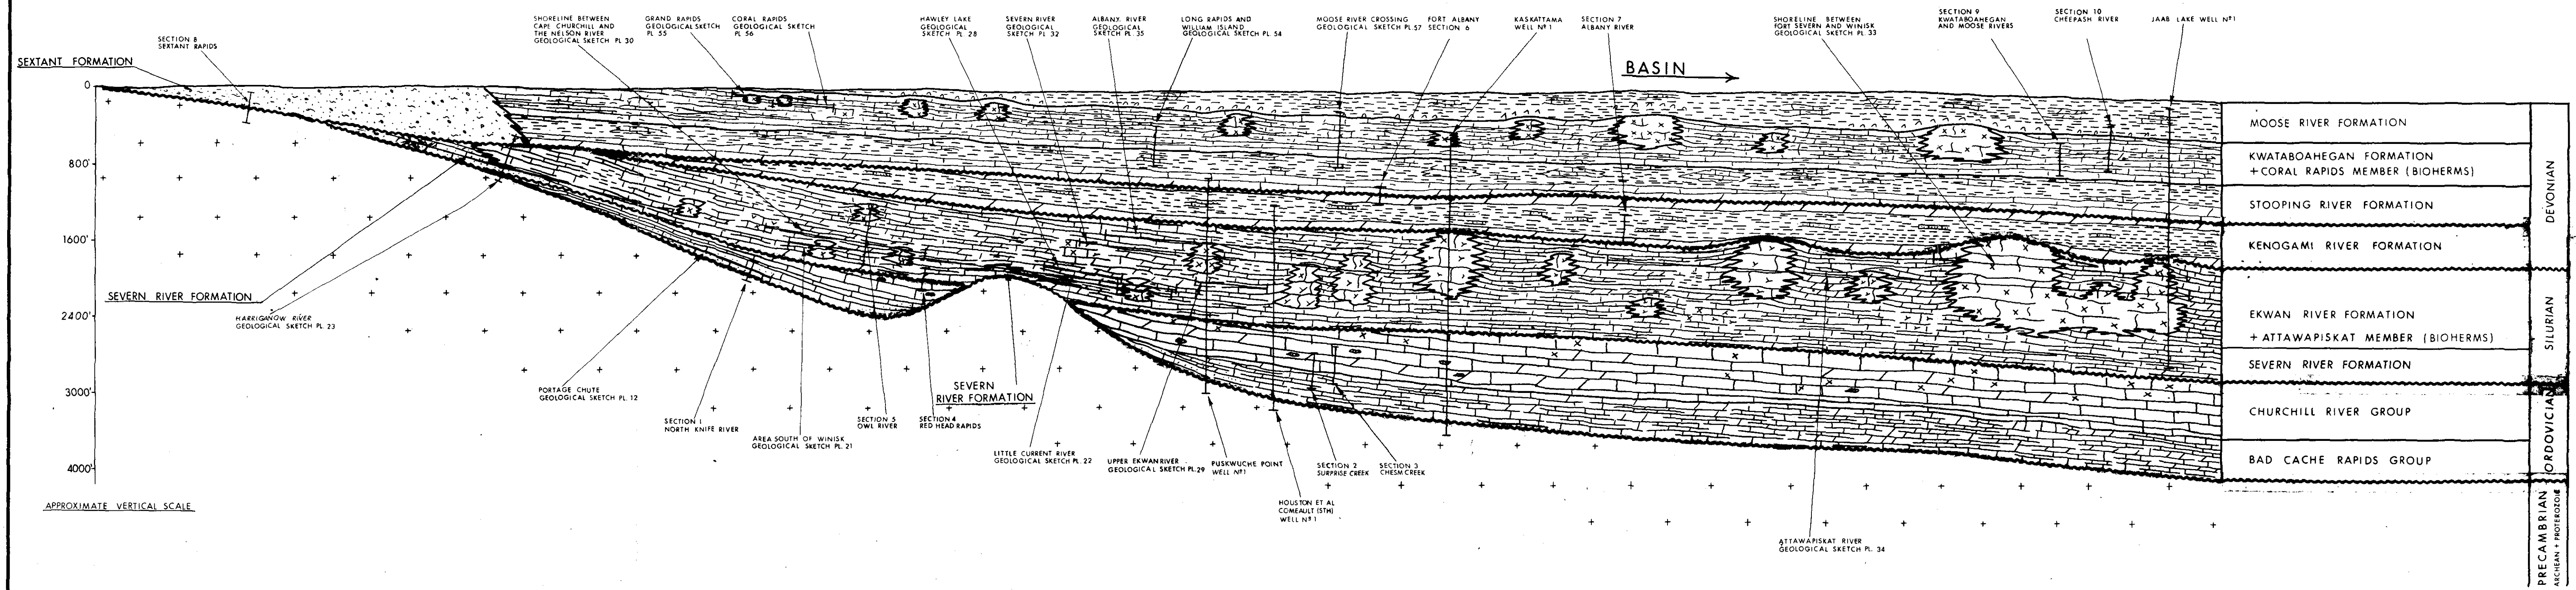 SECTION 8
SEXTANT RAPIDS
SHORELINE BETWEEN
CAPE CHURCHILL AND
THE NELSON RIVER
GEOLOGICAL SKETCH PL 30
GRAND RAPIDS
GEOLOGICAL SKETCH
PL 55
CORAL RAPIDS
GEOLOGICAL SKETCH
PL 56
HAWLEY LAKE
GEOLOGICAL
SKETCH PL. 28
SEVERN RIVER
GEOLOGICAL
SKETCH PL 32
ALBANY RIVER
GEOLOGICAL
SKETCH PL.35
LONG RAPIDS AND
WILLIAM ISLAND
GEOLOGICAL SKETCH PL. 54
MOOSE RIVER CROSSING
GEOLOGICAL SKETCH PL.57
FORT ALBANY
SECTION 6
KASKATTAMA
WELL Nº 1
SECTION 7
ALBANY RIVER
SHORELINE BETWEEN
FORT SEVERN AND WINISK
GEOLOGICAL SKETCH PL.33
SECTION 9
KWATABOAHEGAN
AND MOOSE RIVERS
SECTION 10
CHEEPASH RIVER
JAAB LAKE WELL Nº 1
SEXTANT FORMATION
BASIN
0
800'
1600'
2400'
3000'
4000'
APPROXIMATE VERTICAL SCALE
SEVERN RIVER FORMATION
HARRIGANOW RIVER
GEOLOGICAL SKETCH PL. 23
PORTAGE CHUTE
GEOLOGICAL SKETCH PL. 12
SECTION 1
NORTH KNIFE RIVER
AREA SOUTH OF WINISK
GEOLOGICAL SKETCH PL. 21
SECTION 5
OWL RIVER
SECTION 4
RED HEAD RAPIDS
SEVERN
RIVER FORMATION
LITTLE CURRENT RIVER
GEOLOGICAL SKETCH PL. 22
UPPER EKWAN RIVER
GEOLOGICAL SKETCH PL.29
PUSKWUCHE POINT
WELL Nº1
HOUSTON ET AL
COMEAULT (STH)
WELL Nº 1
SECTION 2
SURPRISE CREEK
SECTION 3
CHESM CREEK
ATTAWAPISKAT RIVER
GEOLOGICAL SKETCH PL. 34
MOOSE RIVER FORMATION
KWATABOAHEGAN FORMATION
+ CORAL RAPIDS MEMBER (BIOHERMS)
STOOPING RIVER FORMATION
KENOGAMI RIVER FORMATION
EKWAN RIVER FORMATION
+ ATTAWAPISKAT MEMBER (BIOHERMS)
SEVERN RIVER FORMATION
CHURCHILL RIVER GROUP
BAD CACHE RAPIDS GROUP
DEVONIAN
SILURIAN
ORDOVICIAN
PRECAMBRIAN
ARCHEAN + PROTEROZOIC